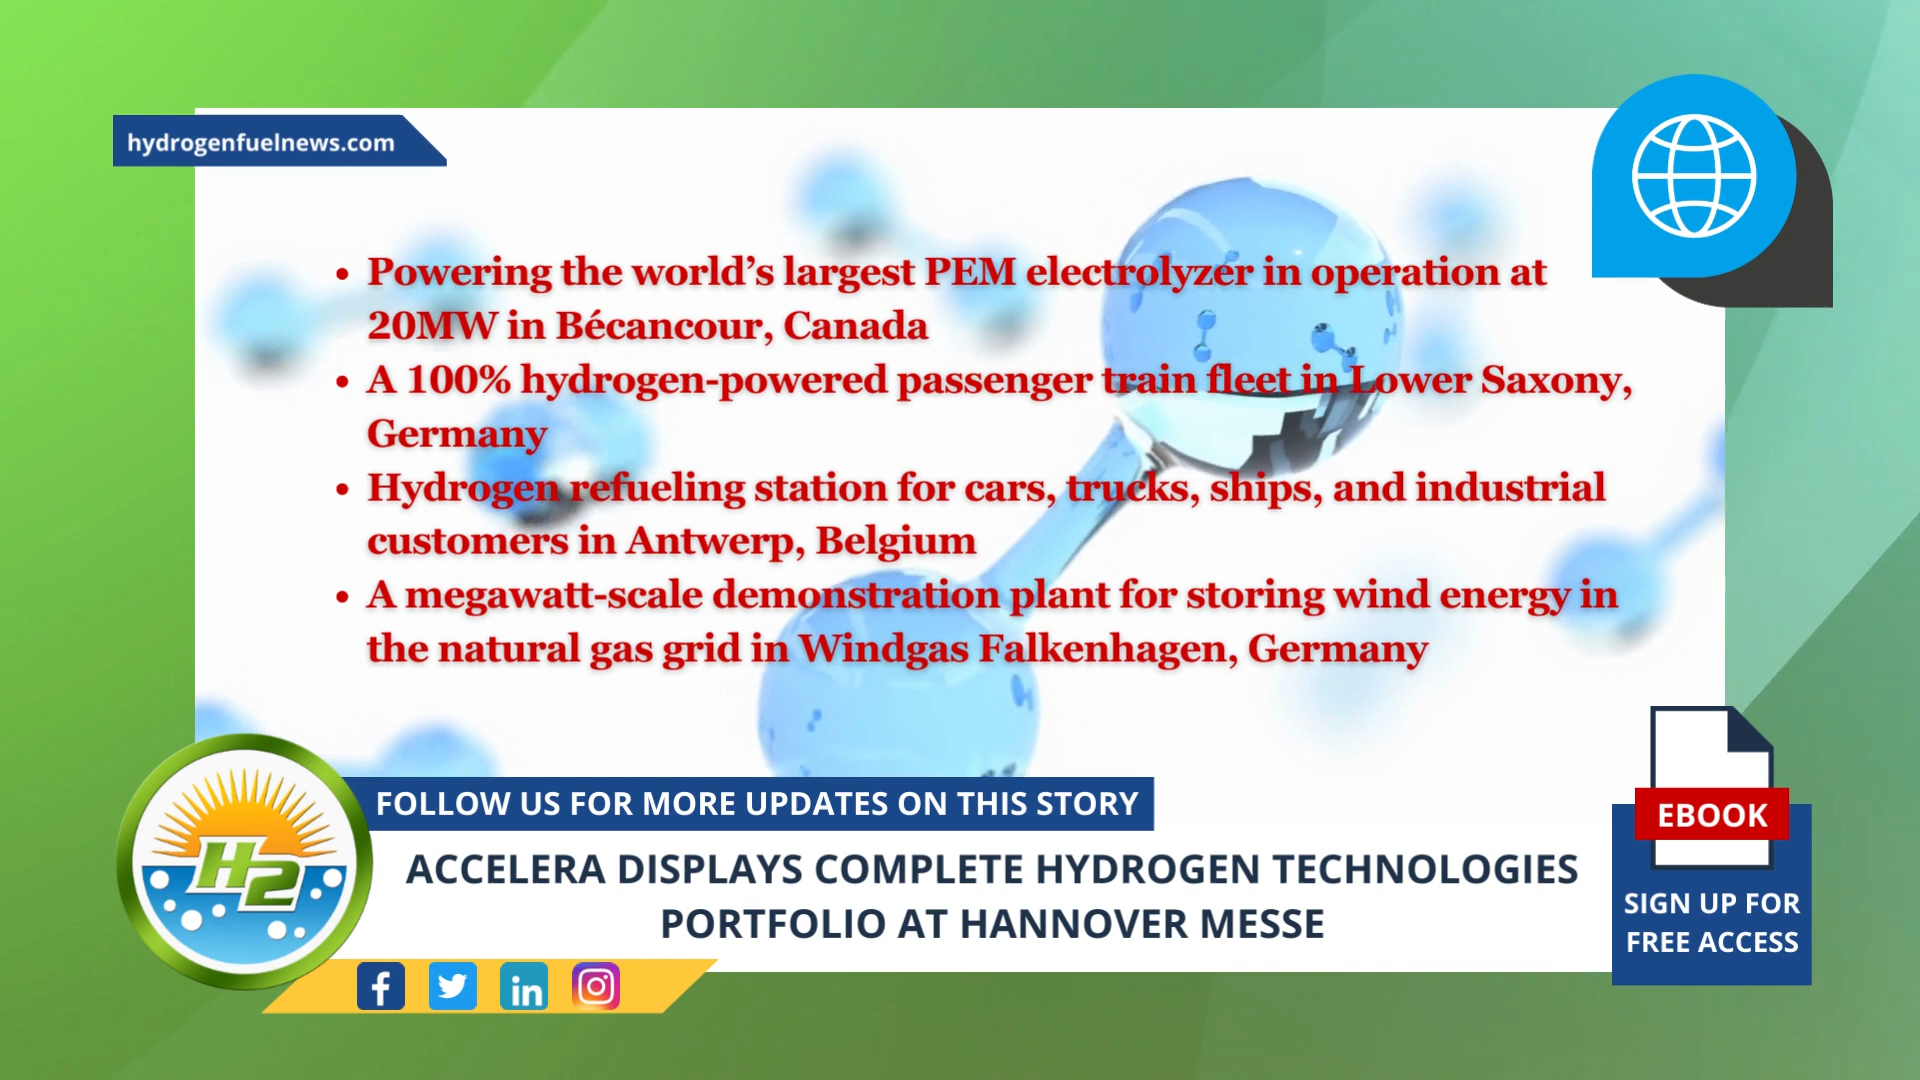 hydrogenfuelnews.com
• Powering the world’s largest PEM electrolyzer in operation at
20MW in Bécancour, Canada
• A 100% hydrogen-powered passenger train fleet in Lower Saxony,
Germany
• Hydrogen refueling station for cars, trucks, ships, and industrial
customers in Antwerp, Belgium
• A megawatt-scale demonstration plant for storing wind energy in
the natural gas grid in Windgas Falkenhagen, Germany
FOLLOW US FOR MORE UPDATES ON THIS STORY
ACCELERA DISPLAYS COMPLETE HYDROGEN TECHNOLOGIES
PORTFOLIO AT HANNOVER MESSE
H2
EBOOK
SIGN UP FOR
FREE ACCESS